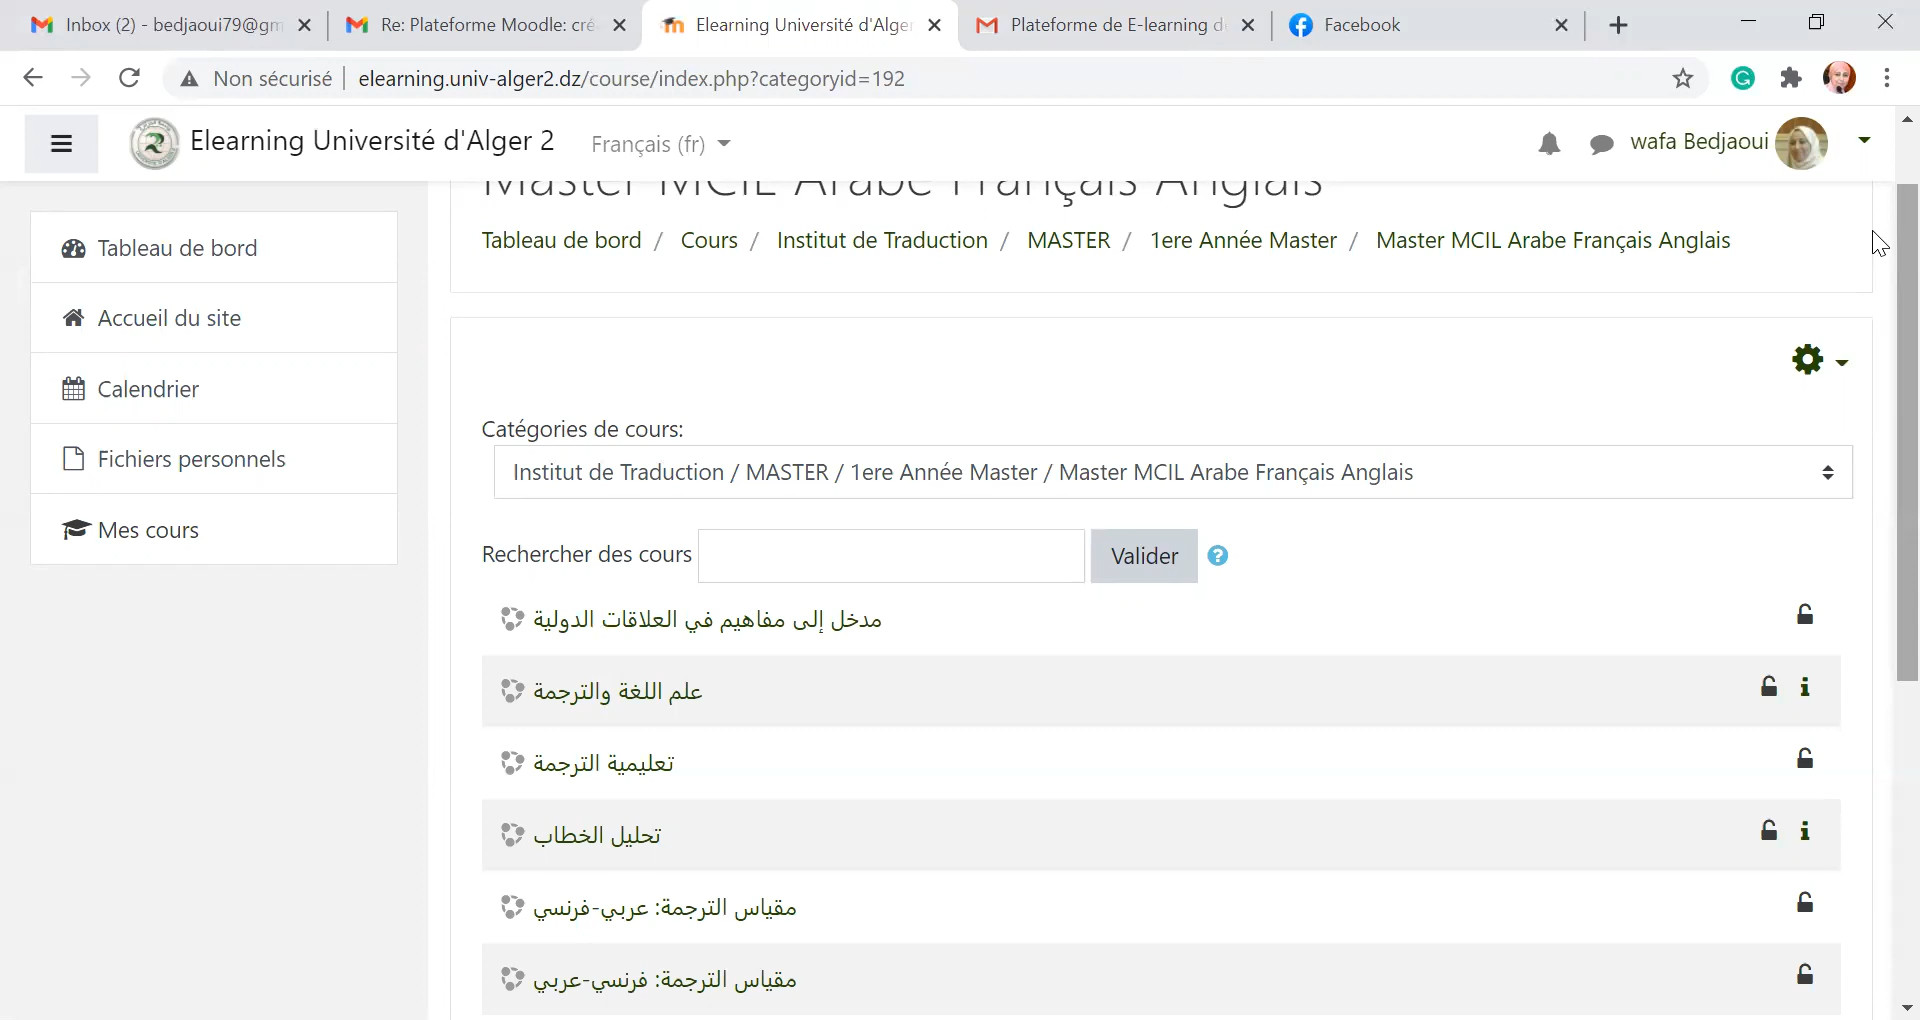 Inbox (2) - bedjaoui79@gm
Re: Plateforme Moodle: cré
Elearning Université d'Alger
Plateforme de E-learning d
Facebook
Non sécurisé
elearning.univ-alger2.dz/course/index.php?categoryid=192
Elearning Université d'Alger 2
Français (fr)
wafa Bedjaoui
Master MCIL Arabe Français Anglais
Tableau de bord / Cours / Institut de Traduction / MASTER / 1ere Année Master / Master MCIL Arabe Français Anglais
Tableau de bord
Accueil du site
Calendrier
Fichiers personnels
Mes cours
Catégories de cours:
Institut de Traduction / MASTER / 1ere Année Master / Master MCIL Arabe Français Anglais
Rechercher des cours
Valider
مدخل إلى مفاهيم في العلاقات الدولية
علم اللغة والترجمة
تعليمية الترجمة
تحليل الخطاب
مقياس الترجمة: عربي-فرنسي
مقياس الترجمة: فرنسي-عربي